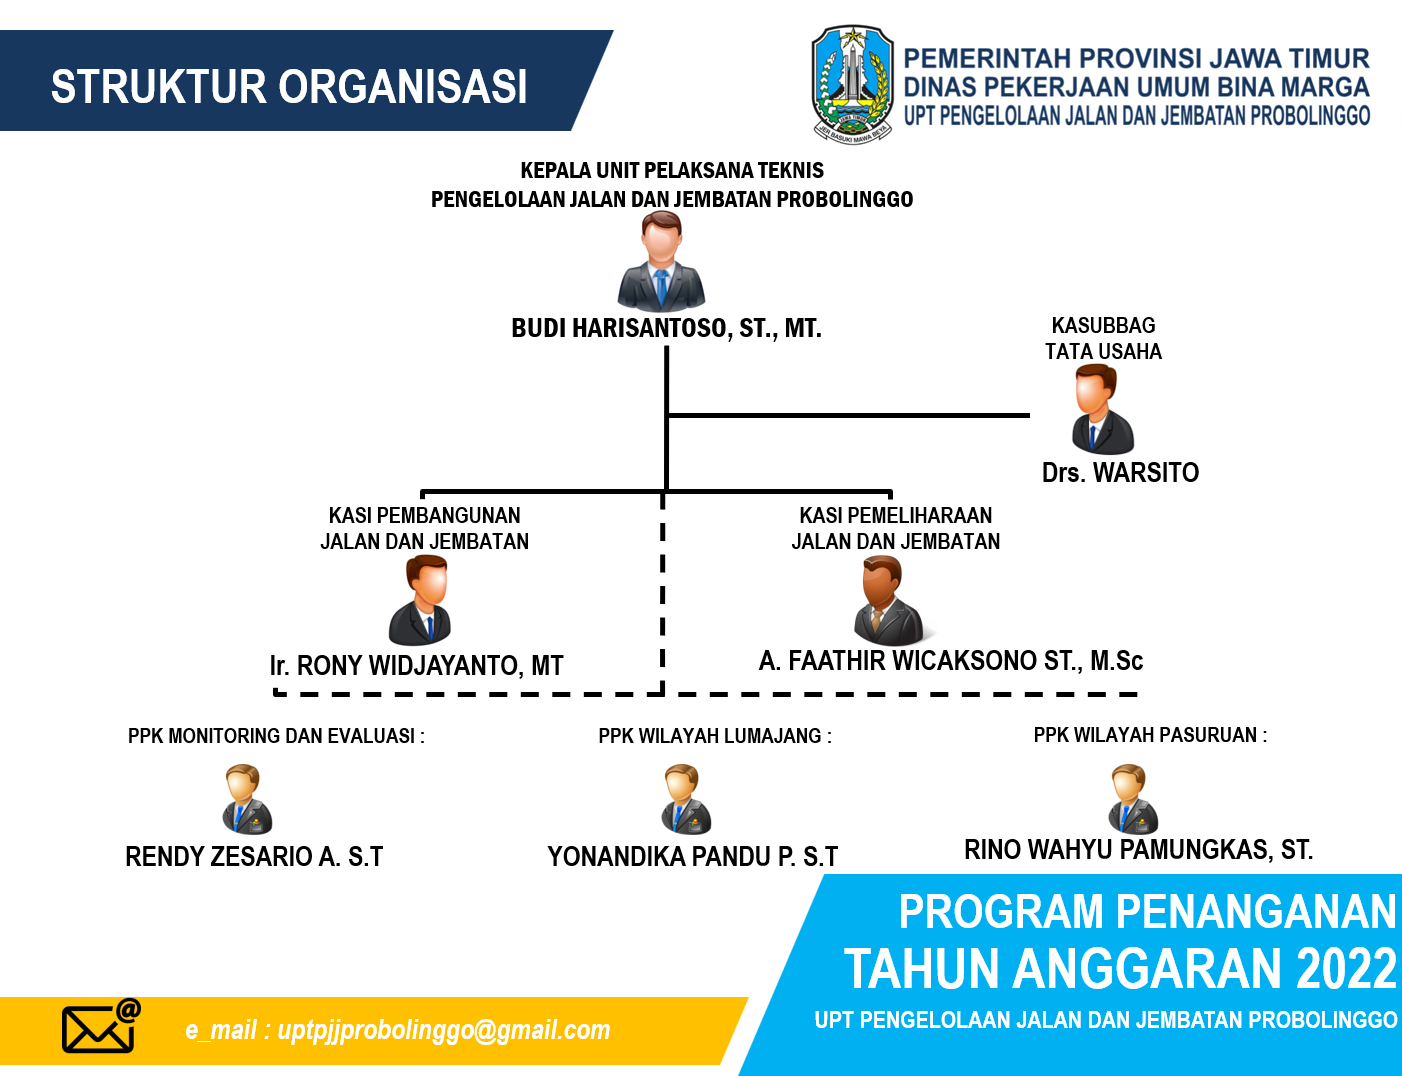 STRUKTUR ORGANISASI
PEMERINTAH PROVINSI JAWA TIMUR
DINAS PEKERJAAN UMUM BINA MARGA
UPT PENGELOLAAN JALAN DAN JEMBATAN PROBOLINGGO
JAWA TIMUR
JER BASUKI MAWA BEYA
KEPALA UNIT PELAKSANA TEKNIS
PENGELOLAAN JALAN DAN JEMBATAN PROBOLINGGO
BUDI HARISANTOSO, ST., MT.
KASUBBAG
TATA USAHA
Drs. WARSITO
KASI PEMBANGUNAN
JALAN DAN JEMBATAN
Ir. RONY WIDJAYANTO, MT
KASI PEMELIHARAAN
JALAN DAN JEMBATAN
A. FAATHIR WICAKSONO ST., M.Sc
PPK MONITORING DAN EVALUASI :
RENDY ZESARIO A. S.T
PPK WILAYAH LUMAJANG :
YONANDIKA PANDU P. S.T
PPK WILAYAH PASURUAN :
RINO WAHYU PAMUNGKAS, ST.
PROGRAM PENANGANAN
TAHUN ANGGARAN 2022
UPT PENGELOLAAN JALAN DAN JEMBATAN PROBOLINGGO
e_mail : uptpjjprobolinggo@gmail.com